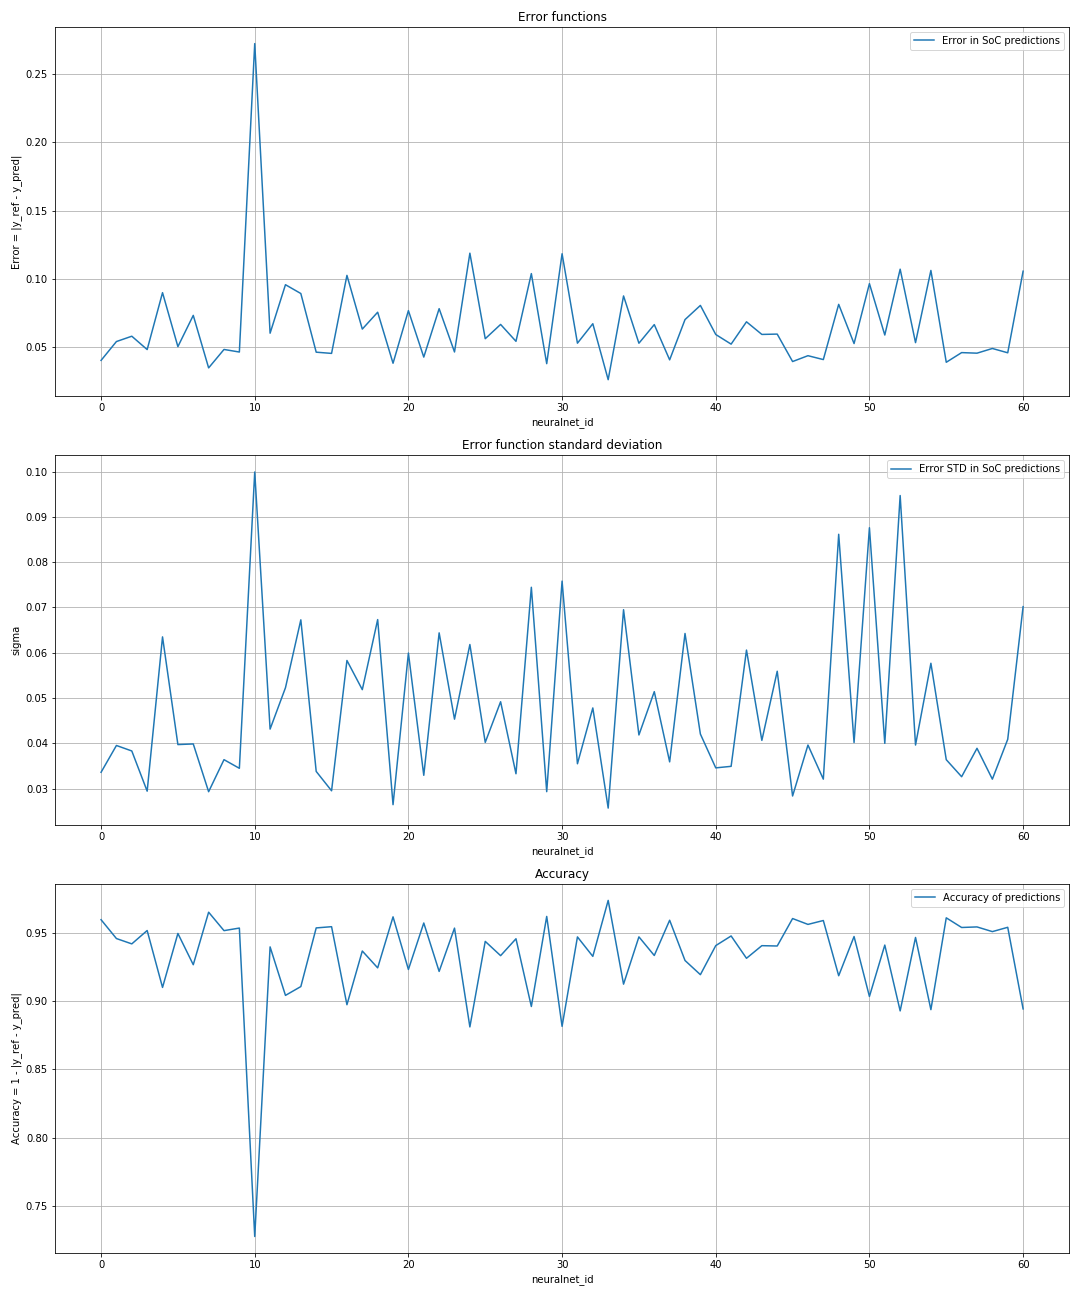 Error functions
Error in SoC predictions
Error = |y_ref - y_pred|
0.25
0.20
0.15
0.10
0.05
0 10 20 30 40 50 60
neuralnet_id
Error function standard deviation
Error STD in SoC predictions
sigma
0.10
0.09
0.08
0.07
0.06
0.05
0.04
0.03
0 10 20 30 40 50 60
neuralnet_id
Accuracy
Accuracy of predictions
Accuracy = 1 - |y_ref - y_pred|
0.95
0.90
0.85
0.80
0.75
0 10 20 30 40 50 60
neuralnet_id